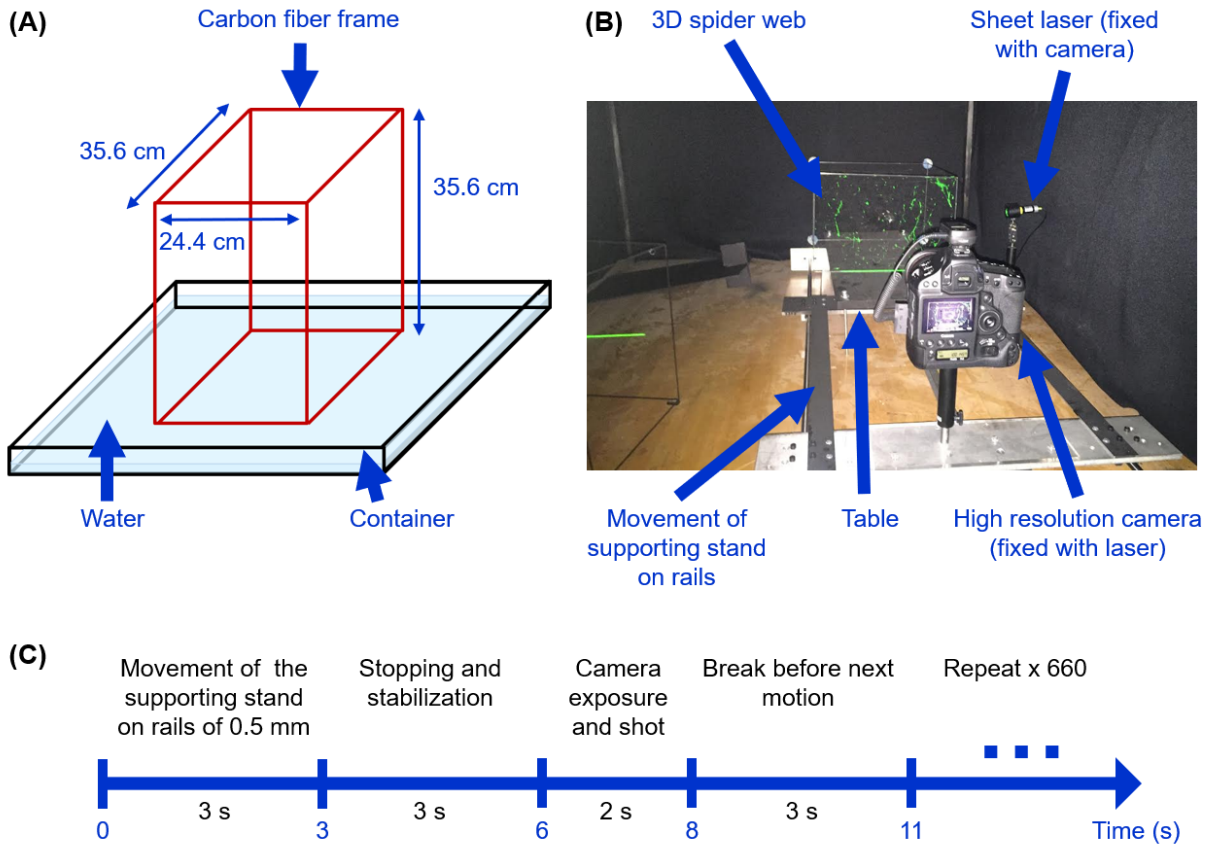 (A)
Carbon fiber frame
35.6 cm
35.6 cm
24.4 cm
Water
Container
(B)
3D spider web
Sheet laser (fixed
with camera)
Movement of
supporting stand
on rails
Table
High resolution camera
(fixed with laser)
(C)
Movement of the
supporting stand
on rails of 0.5 mm
Stopping and
stabilization
Camera
exposure
and shot
Break before next
motion
Repeat x 660
3 s
3 s
2 s
3 s
0
3
6
8
11
Time (s)